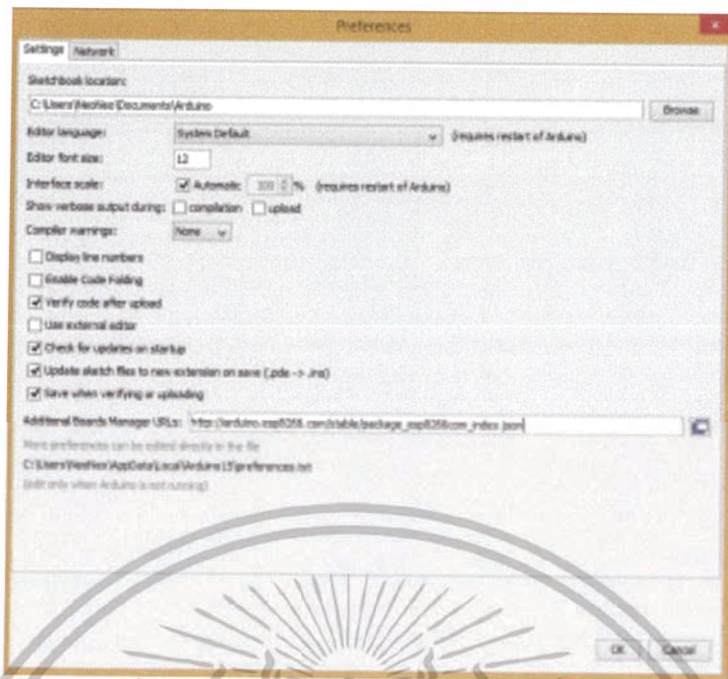 Preferences
Settings Network
Sketchbook location:
C:\Users\NeoNex\Documents\Arduino Browse
Editor language: System Default (requires restart of Arduino)
Editor font size: 12
Interface scale: Automatic 100 % (requires restart of Arduino)
Show verbose output during: compilation upload
Compiler warnings: None
Display line numbers
Enable Code Folding
Verify code after upload
Use external editor
Check for updates on startup
Update sketch files to new extension on save (.pde -> .ino)
Save when verifying or uploading
Additional Boards Manager URLs: http://arduino.esp8266.com/stable/package_esp8266com_index.json
More preferences can be edited directly in the file
C:\Users\NeoNex\AppData\Local\Arduino15\preferences.txt
(edit only when Arduino is not running)
OK Cancel